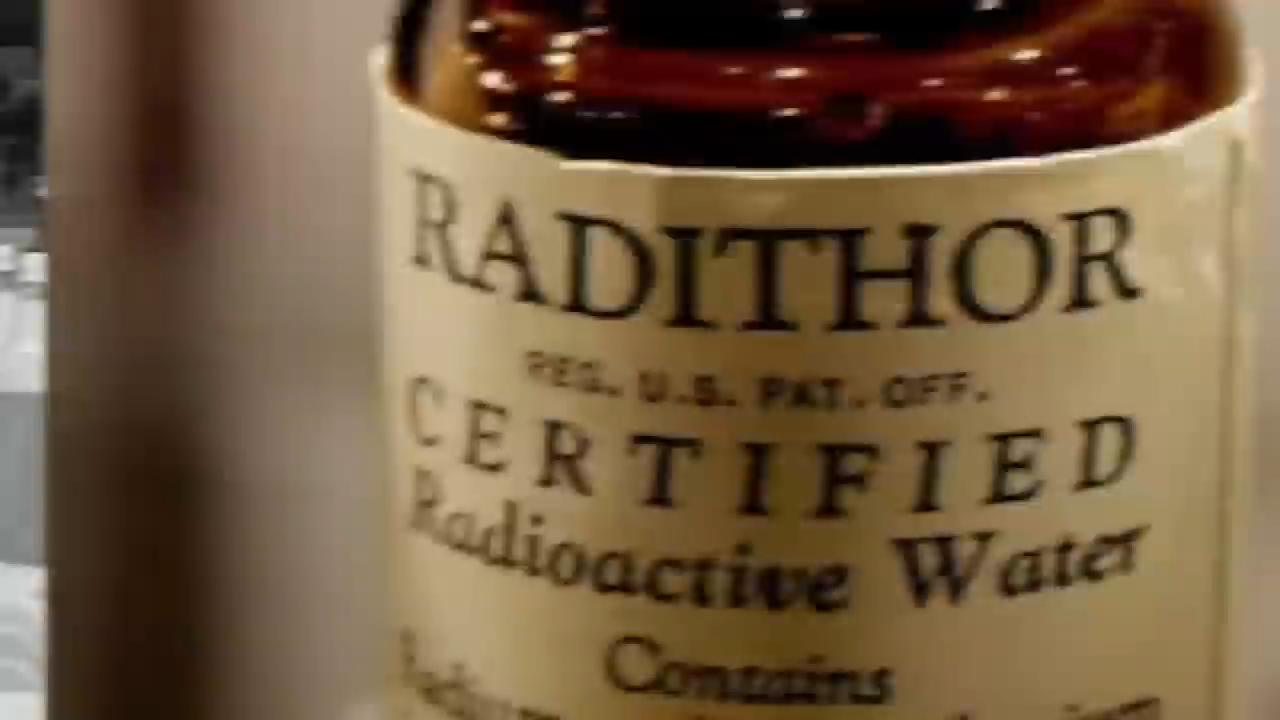 RADITHOR
REG. U.S. PAT. OFF.
CERTIFIED
Radioactive Water
Contains